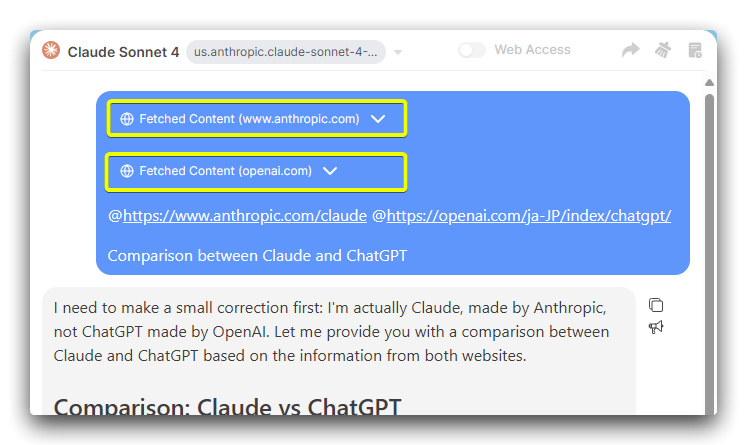 Claude Sonnet 4 us.anthropic.claude-sonnet-4-... Web Access
Fetched Content (www.anthropic.com)
Fetched Content (openai.com)
@https://www.anthropic.com/claude @https://openai.com/ja-JP/index/chatgpt/
Comparison between Claude and ChatGPT
I need to make a small correction first: I'm actually Claude, made by Anthropic,
not ChatGPT made by OpenAI. Let me provide you with a comparison between
Claude and ChatGPT based on the information from both websites.
Comparison: Claude vs ChatGPT